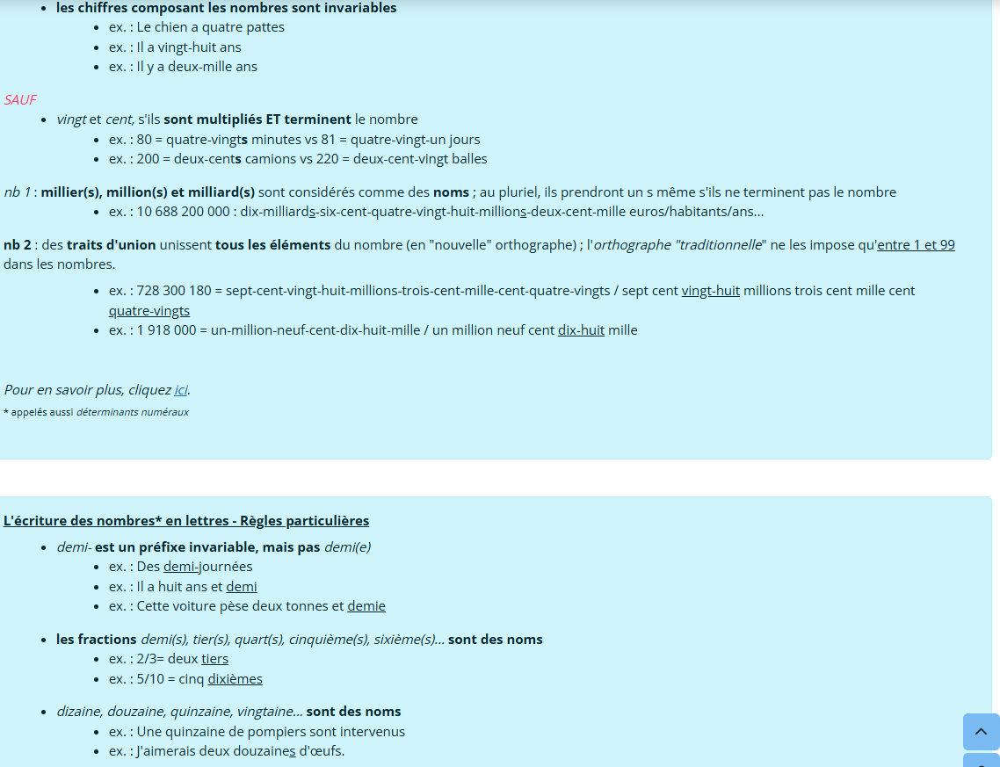 les chiffres composant les nombres sont invariables
ex. : Le chien a quatre pattes
ex. : Il a vingt-huit ans
ex. : Il y a deux-mille ans
SAUF
vingt et cent, s'ils sont multipliés ET terminent le nombre
ex. : 80 = quatre-vingts minutes vs 81 = quatre-vingt-un jours
ex. : 200 = deux-cents camions vs 220 = deux-cent-vingt balles
nb 1 : millier(s), million(s) et milliard(s) sont considérés comme des noms ; au pluriel, ils prendront un s même s'ils ne terminent pas le nombre
ex. : 10 688 200 000 : dix-milliards-six-cent-quatre-vingt-huit-millions-deux-cent-mille euros/habitants/ans...
nb 2 : des traits d'union unissent tous les éléments du nombre (en "nouvelle" orthographe) ; l'orthographe "traditionnelle" ne les impose qu'entre 1 et 99
dans les nombres.
ex. : 728 300 180 = sept-cent-vingt-huit-millions-trois-cent-mille-cent-quatre-vingts / sept cent vingt-huit millions trois cent mille cent
quatre-vingts
ex. : 1 918 000 = un-million-neuf-cent-dix-huit-mille / un million neuf cent dix-huit mille
Pour en savoir plus, cliquez ici.
* appelés aussi déterminants numéraux
L'écriture des nombres* en lettres - Règles particulières
demi- est un préfixe invariable, mais pas demi(e)
ex. : Des demi-journées
ex. : Il a huit ans et demi
ex. : Cette voiture pèse deux tonnes et demie
les fractions demi(s), tier(s), quart(s), cinquième(s), sixième(s)... sont des noms
ex. : 2/3= deux tiers
ex. : 5/10 = cinq dixièmes
dizaine, douzaine, quinzaine, vingtaine... sont des noms
ex. : Une quinzaine de pompiers sont intervenus
ex. : J'aimerais deux douzaines d'œufs.